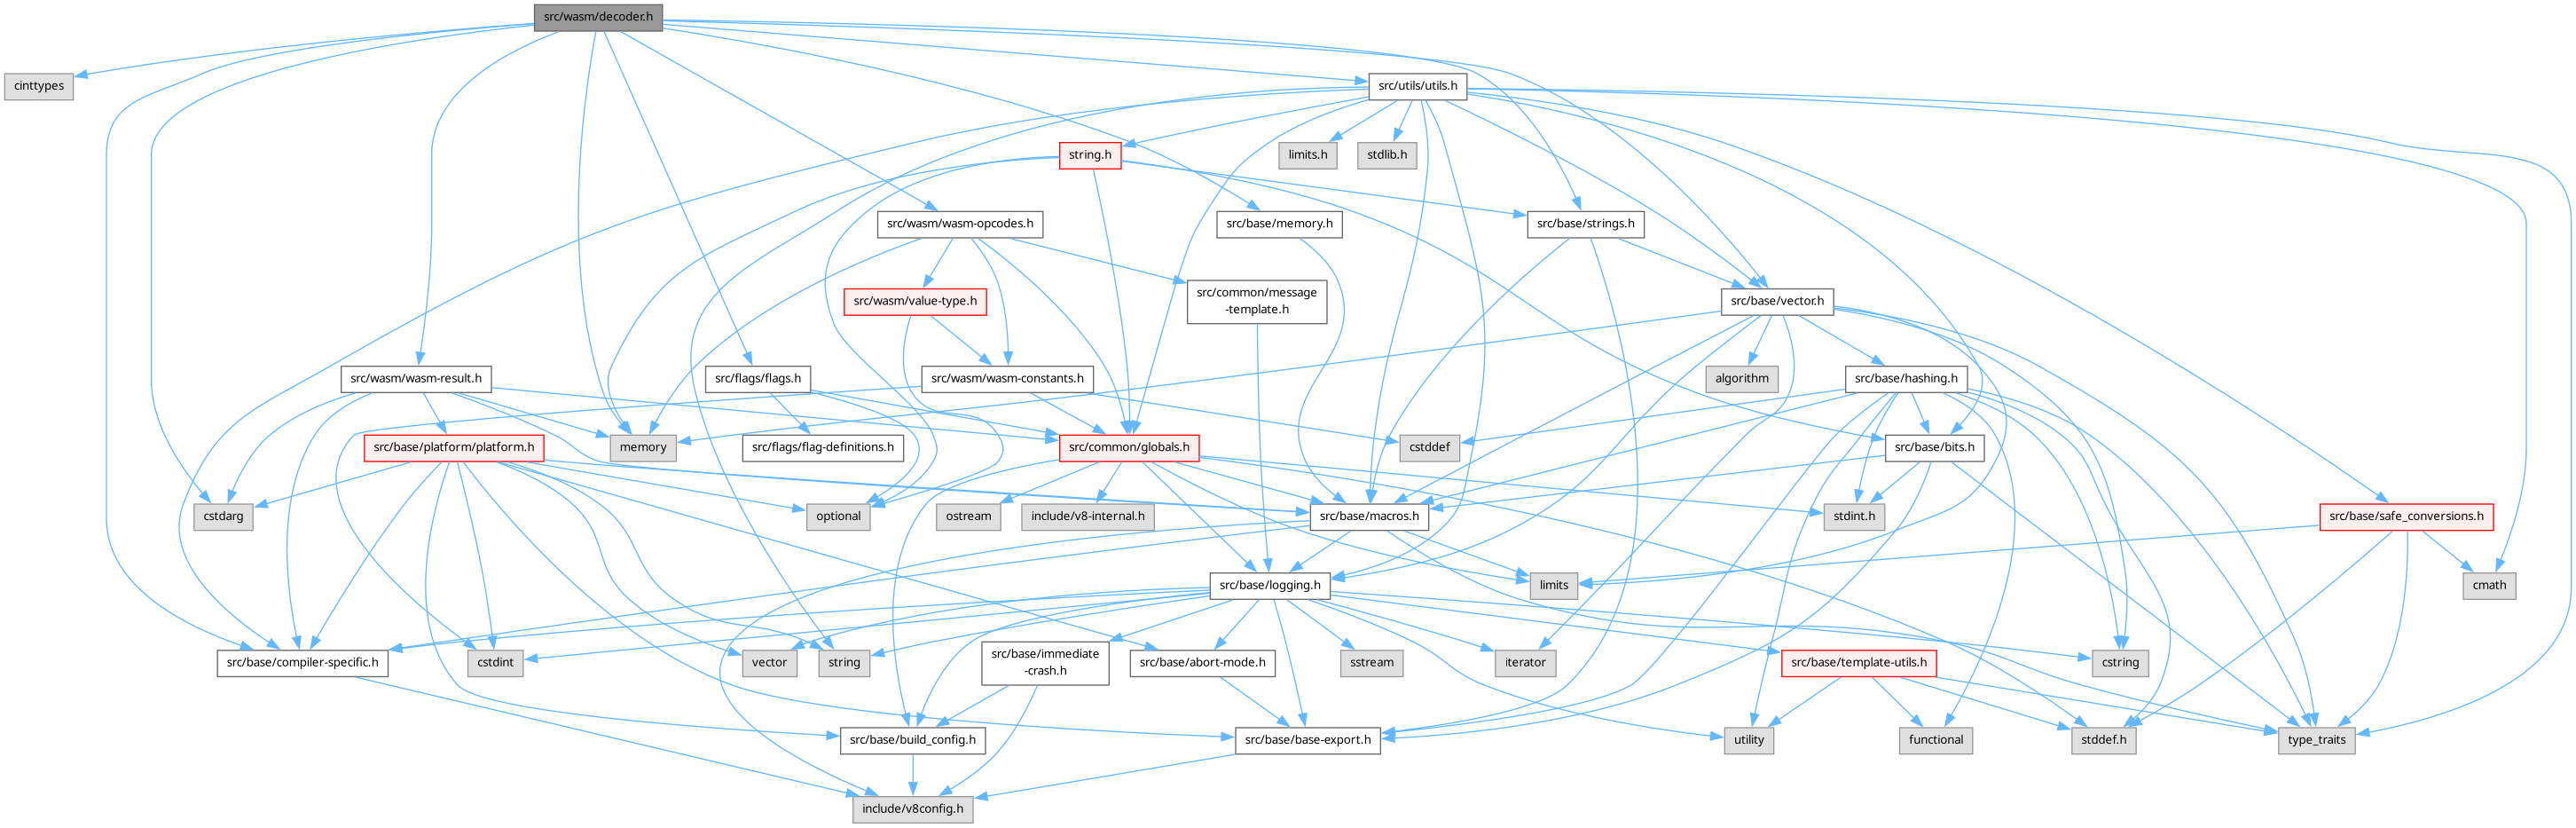 src/wasm/decoder.h
cinttypes
src/utils/utils.h
string.h
limits.h
stdlib.h
src/wasm/wasm-opcodes.h
src/base/memory.h
src/base/strings.h
src/wasm/value-type.h
src/common/message
-template.h
src/base/vector.h
src/wasm/wasm-result.h
src/flags/flags.h
src/wasm/wasm-constants.h
algorithm
src/base/hashing.h
src/base/platform/platform.h
memory
src/flags/flag-definitions.h
src/common/globals.h
cstddef
src/base/bits.h
cstdarg
optional
ostream
include/v8-internal.h
src/base/macros.h
stdint.h
src/base/safe_conversions.h
src/base/logging.h
limits
cmath
src/base/compiler-specific.h
cstdint
vector
string
src/base/immediate
-crash.h
src/base/abort-mode.h
sstream
iterator
src/base/template-utils.h
cstring
src/base/build_config.h
src/base/base-export.h
utility
functional
stddef.h
type_traits
include/v8config.h